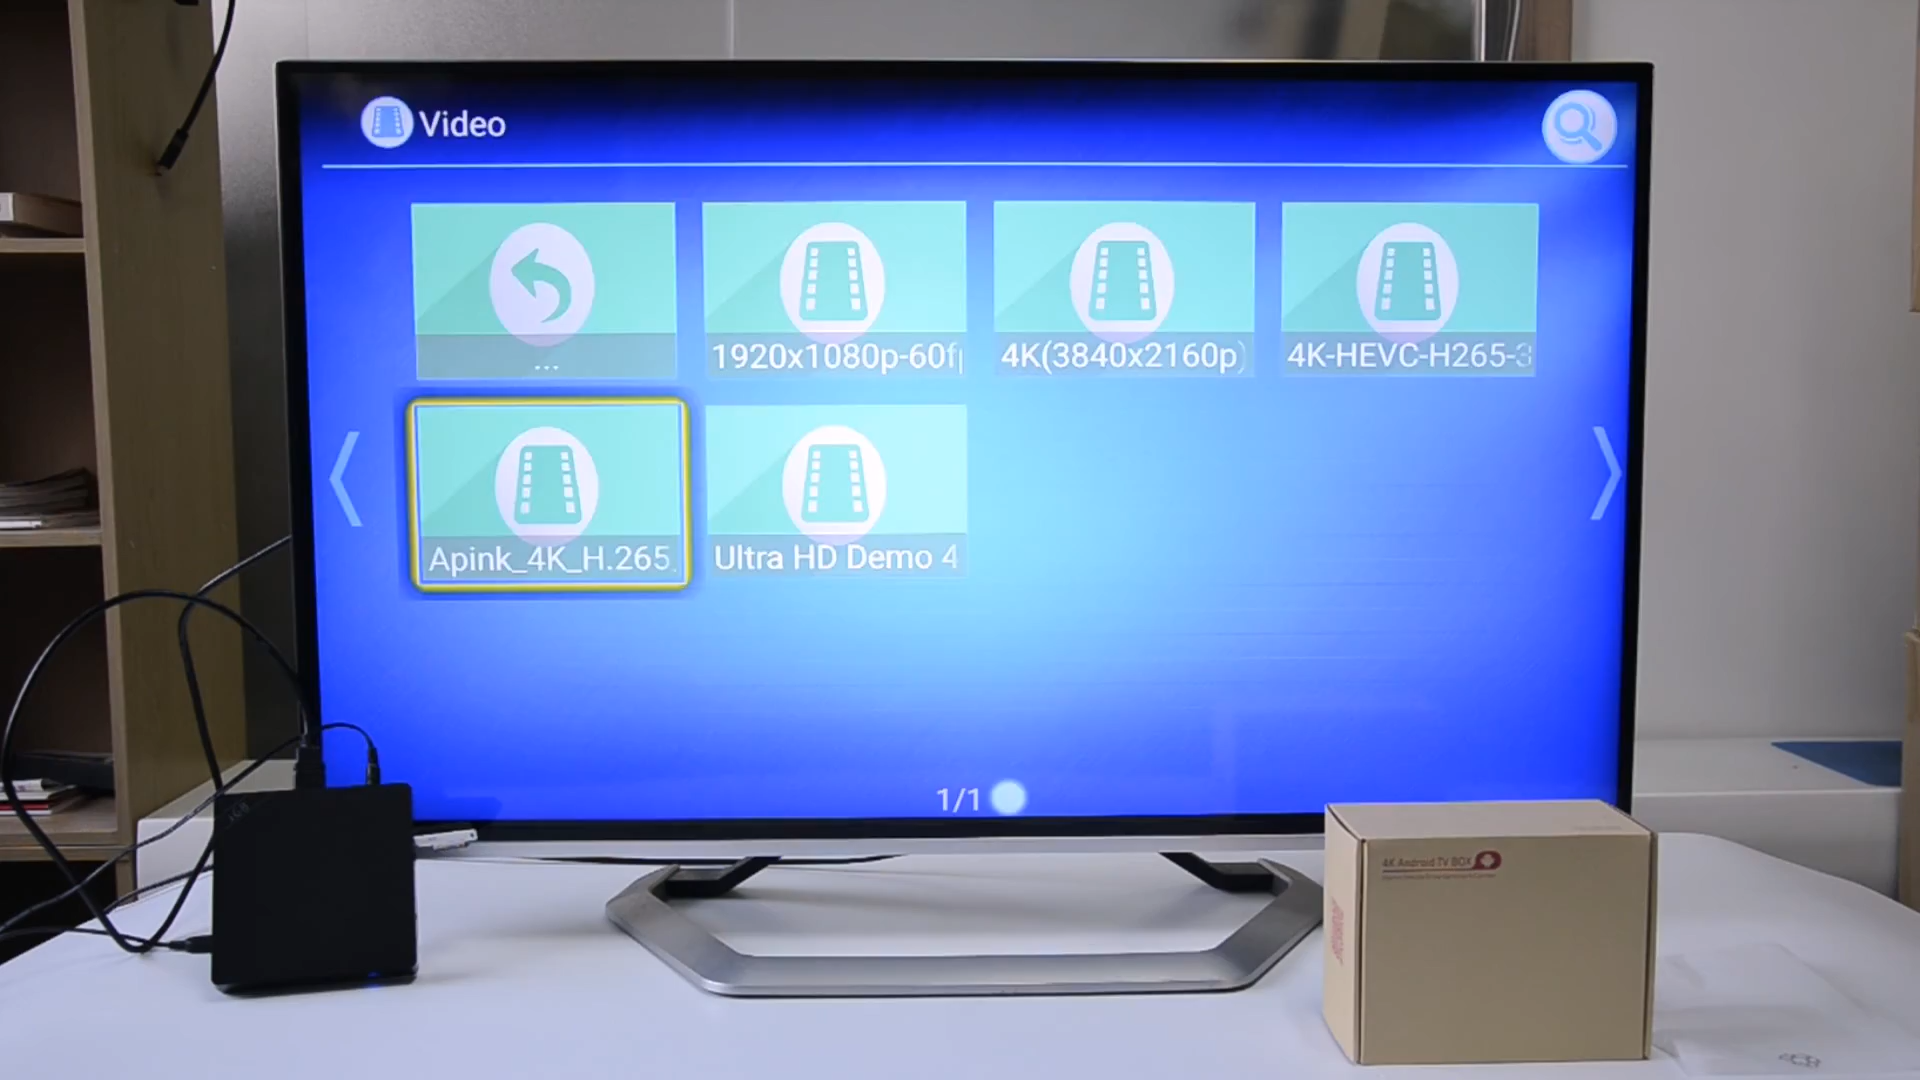 Video
...
1920x1080p-60f
4K(3840x2160p)
4K-HEVC-H265-3
Apink_4K_H.265.
Ultra HD Demo 4
1/1
4K Android TV BOX